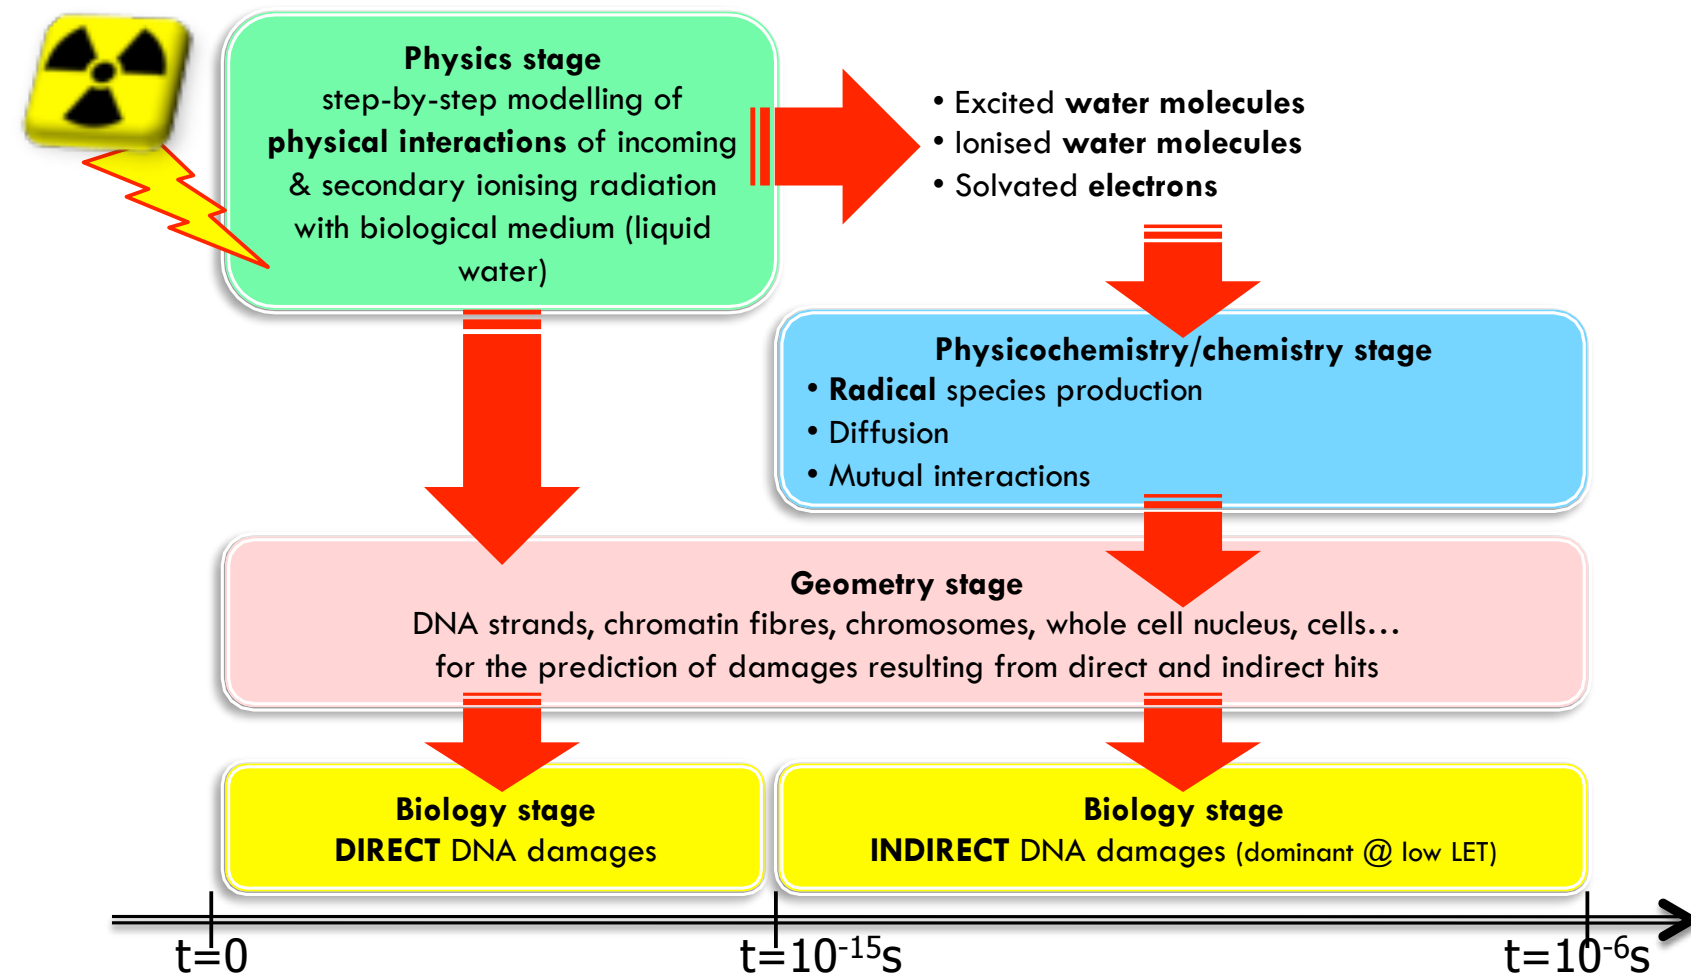 Physics stage
step-by-step modelling of
physical interactions of incoming
& secondary ionising radiation
with biological medium (liquid
water)
• Excited water molecules
• Ionised water molecules
• Solvated electrons
Physicochemistry/chemistry stage
• Radical species production
• Diffusion
• Mutual interactions
Geometry stage
DNA strands, chromatin fibres, chromosomes, whole cell nucleus, cells...
for the prediction of damages resulting from direct and indirect hits
Biology stage
DIRECT DNA damages
Biology stage
INDIRECT DNA damages (dominant @ low LET)
t=0
t=10⁻¹⁵s
t=10⁻⁶s